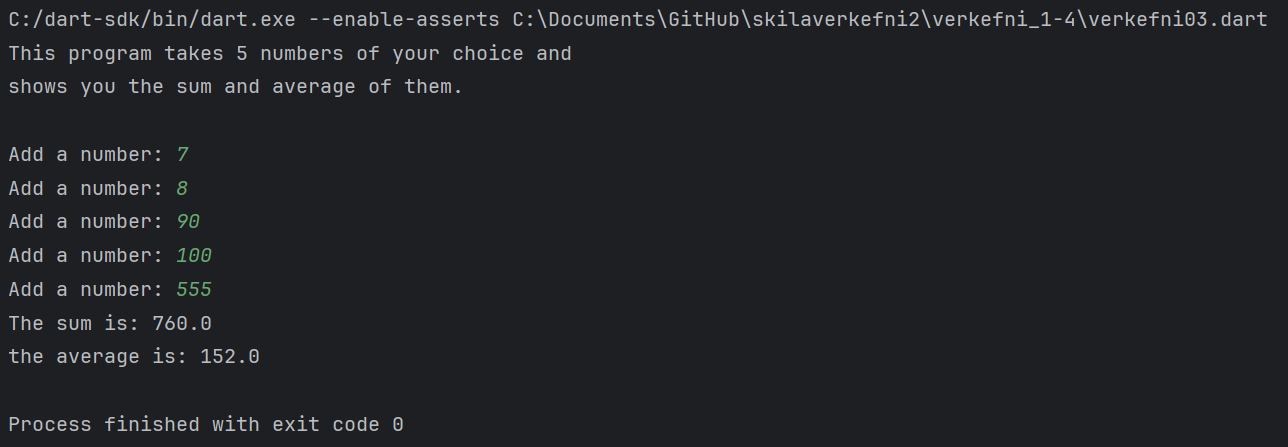 C:/dart-sdk/bin/dart.exe --enable-asserts C:\Documents\GitHub\skilaverkefni2\verkefni_1-4\verkefni03.dart
This program takes 5 numbers of your choice and
shows you the sum and average of them.
Add a number: 7
Add a number: 8
Add a number: 90
Add a number: 100
Add a number: 555
The sum is: 760.0
the average is: 152.0
Process finished with exit code 0